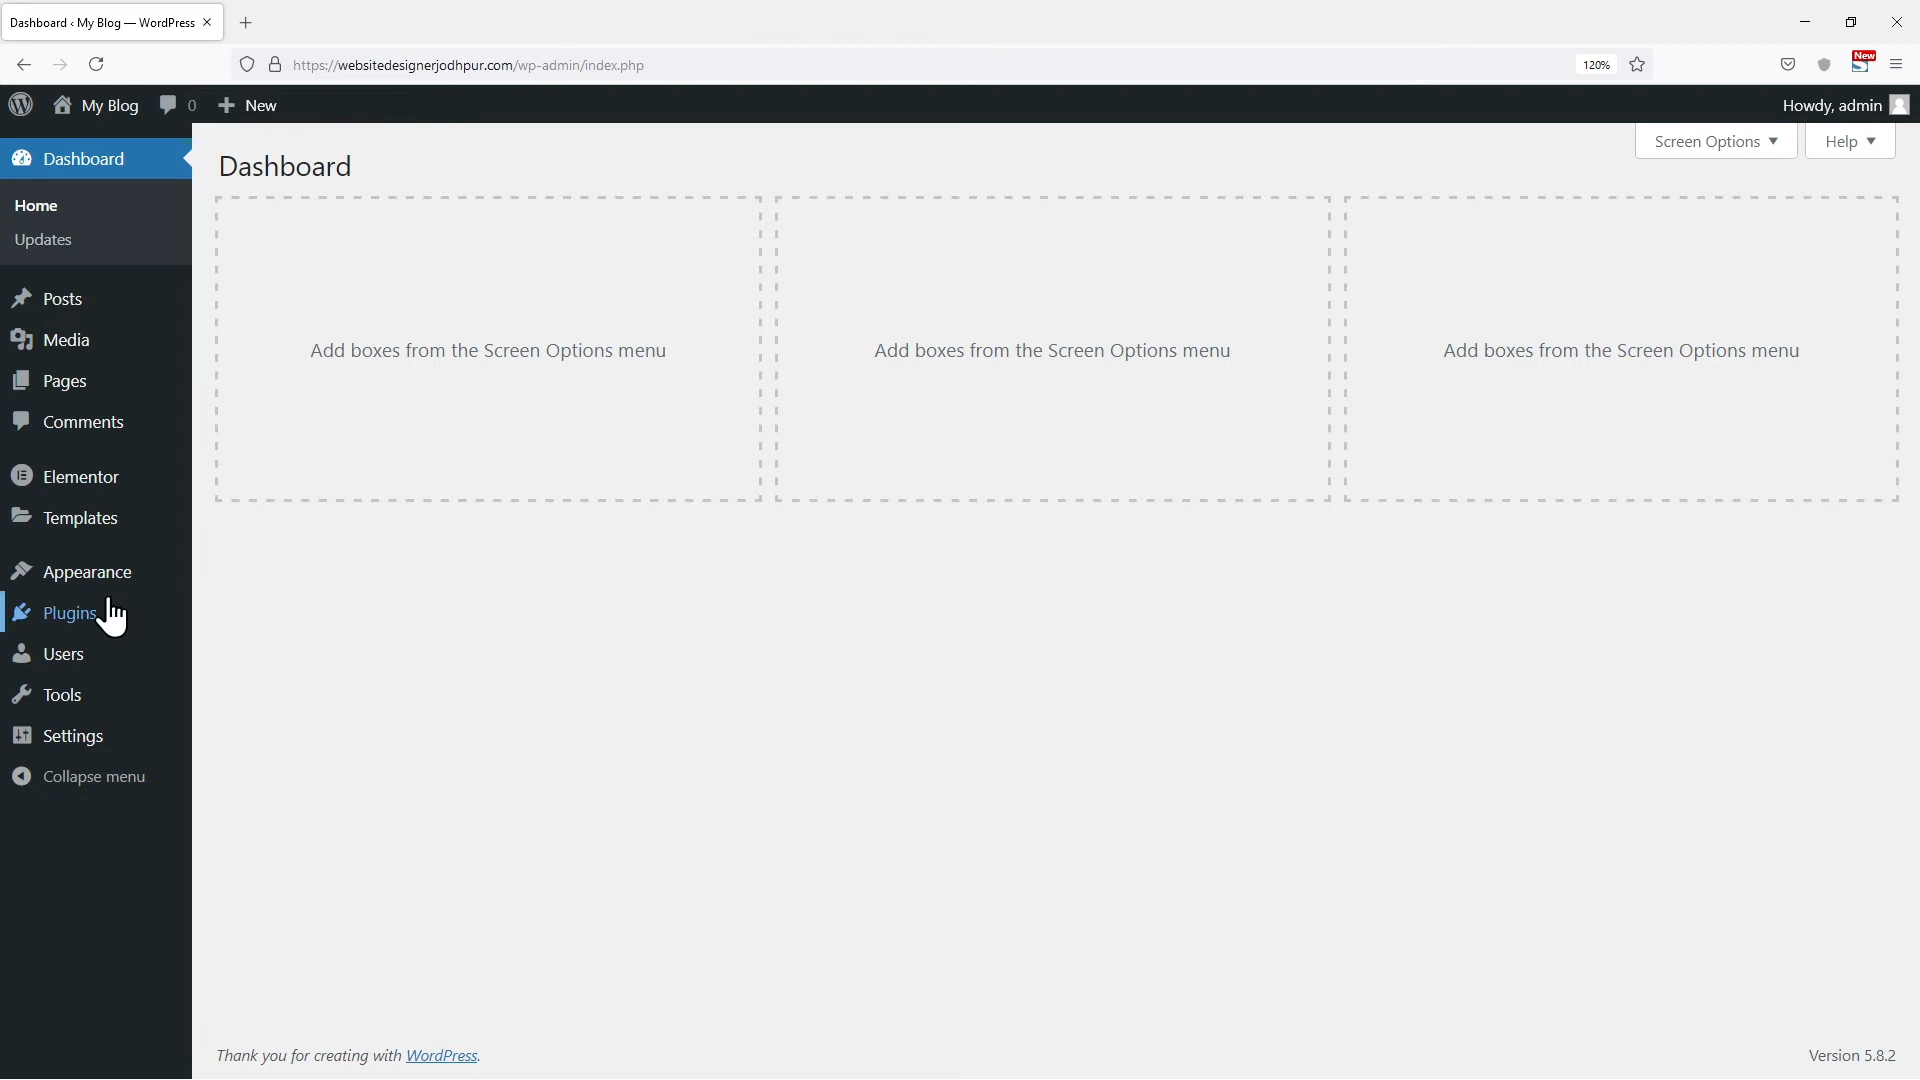 Dashboard ‹ My Blog — WordPress
https://websitedesignerjodhpur.com/wp-admin/index.php
120%
New
My Blog
0
New
Howdy, admin
Screen Options
Help
Dashboard
Dashboard
Home
Updates
Posts
Media
Pages
Comments
Elementor
Templates
Appearance
Plugins
Users
Tools
Settings
Collapse menu
Add boxes from the Screen Options menu
Add boxes from the Screen Options menu
Add boxes from the Screen Options menu
Thank you for creating with WordPress.
Version 5.8.2